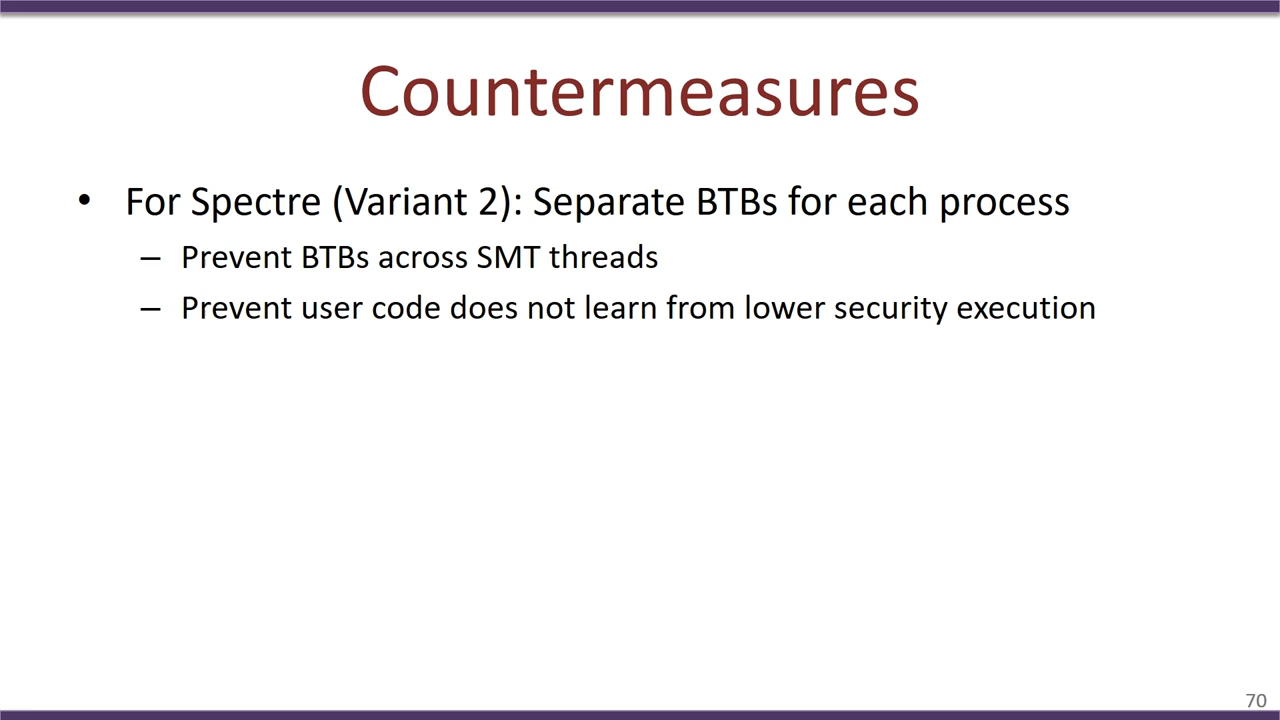 Countermeasures
• For Spectre (Variant 2): Separate BTBs for each process
– Prevent BTBs across SMT threads
– Prevent user code does not learn from lower security execution
70